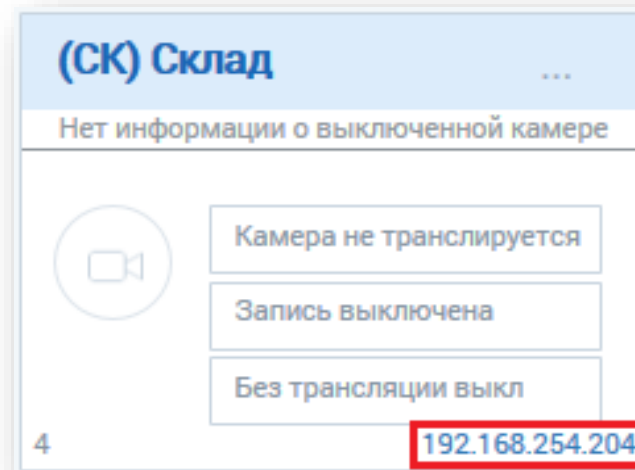 (СК) Склад ...
Нет информации о выключенной камере
Камера не транслируется
Запись выключена
Без трансляции выкл
4 192.168.254.204